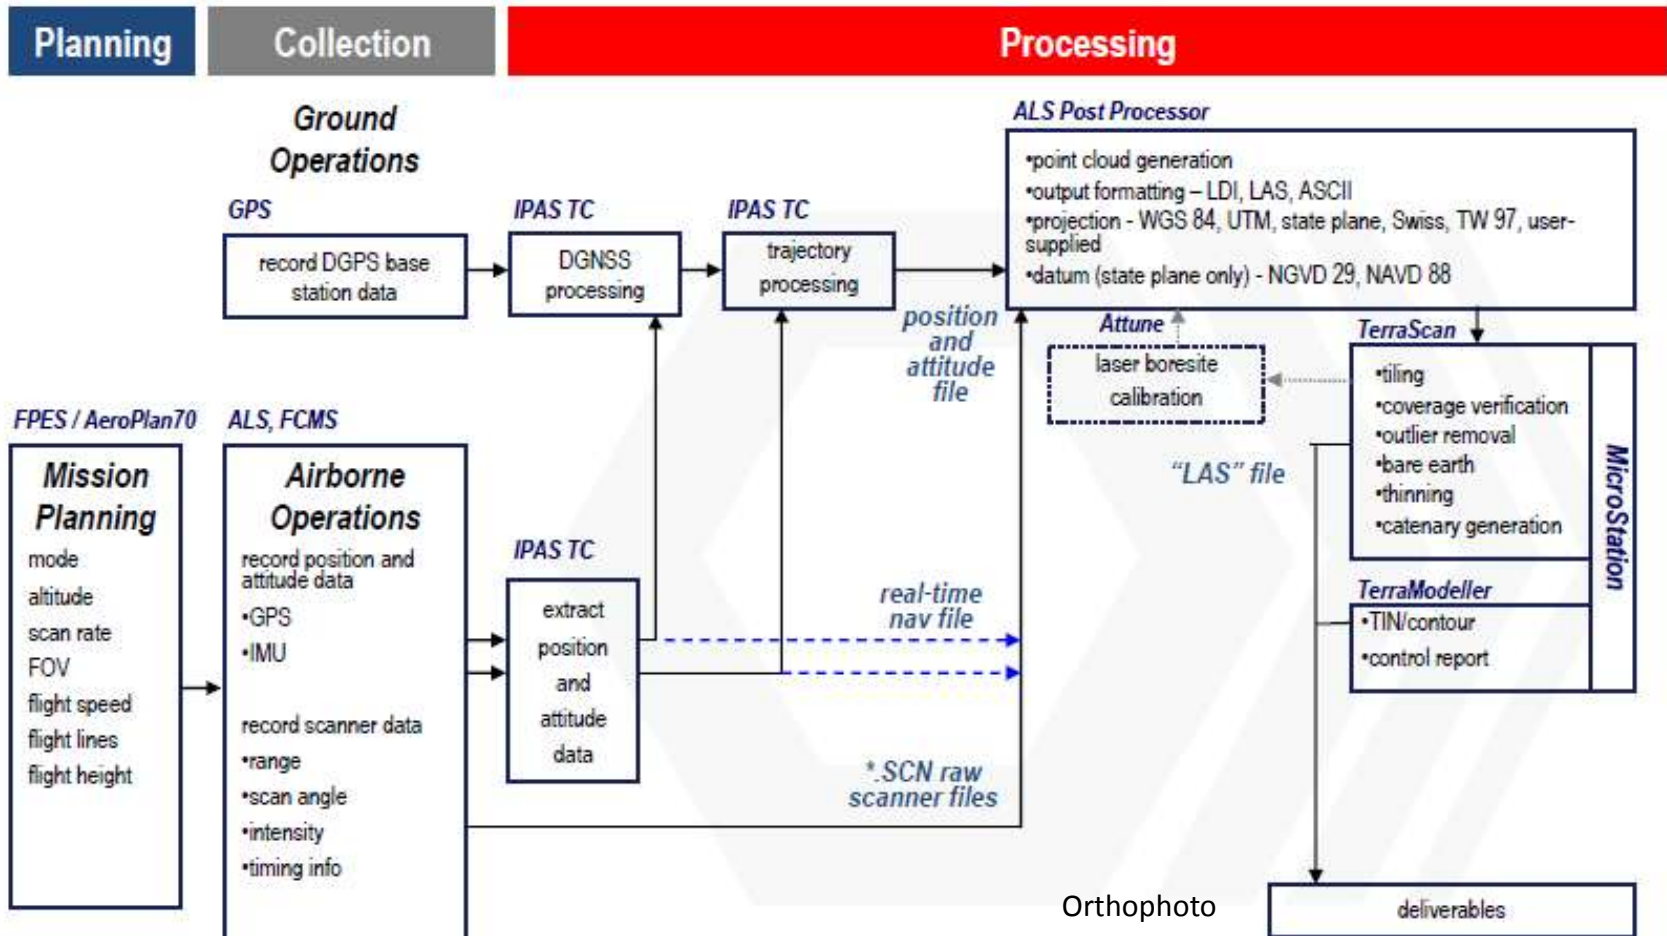 Planning
Collection
Processing
Ground
Operations
GPS
record DGPS base
station data
IPAS TC
DGNSS
processing
IPAS TC
trajectory
processing
ALS Post Processor
•point cloud generation
•output formatting – LDI, LAS, ASCII
•projection - WGS 84, UTM, state plane, Swiss, TW 97, user-
supplied
•datum (state plane only) - NGVD 29, NAVD 88
position
and
attitude
file
Attune
laser boresite
calibration
TerraScan
•tiling
•coverage verification
•outlier removal
•bare earth
•thinning
•catenary generation
MicroStation
"LAS" file
TerraModeller
•TIN/contour
•control report
FPES / AeroPlan70
Mission
Planning
mode
altitude
scan rate
FOV
flight speed
flight lines
flight height
ALS, FCMS
Airborne
Operations
record position and
attitude data
•GPS
•IMU
record scanner data
•range
•scan angle
•intensity
•timing info
IPAS TC
extract
position
and
attitude
data
real-time
nav file
*.SCN raw
scanner files
Orthophoto
deliverables